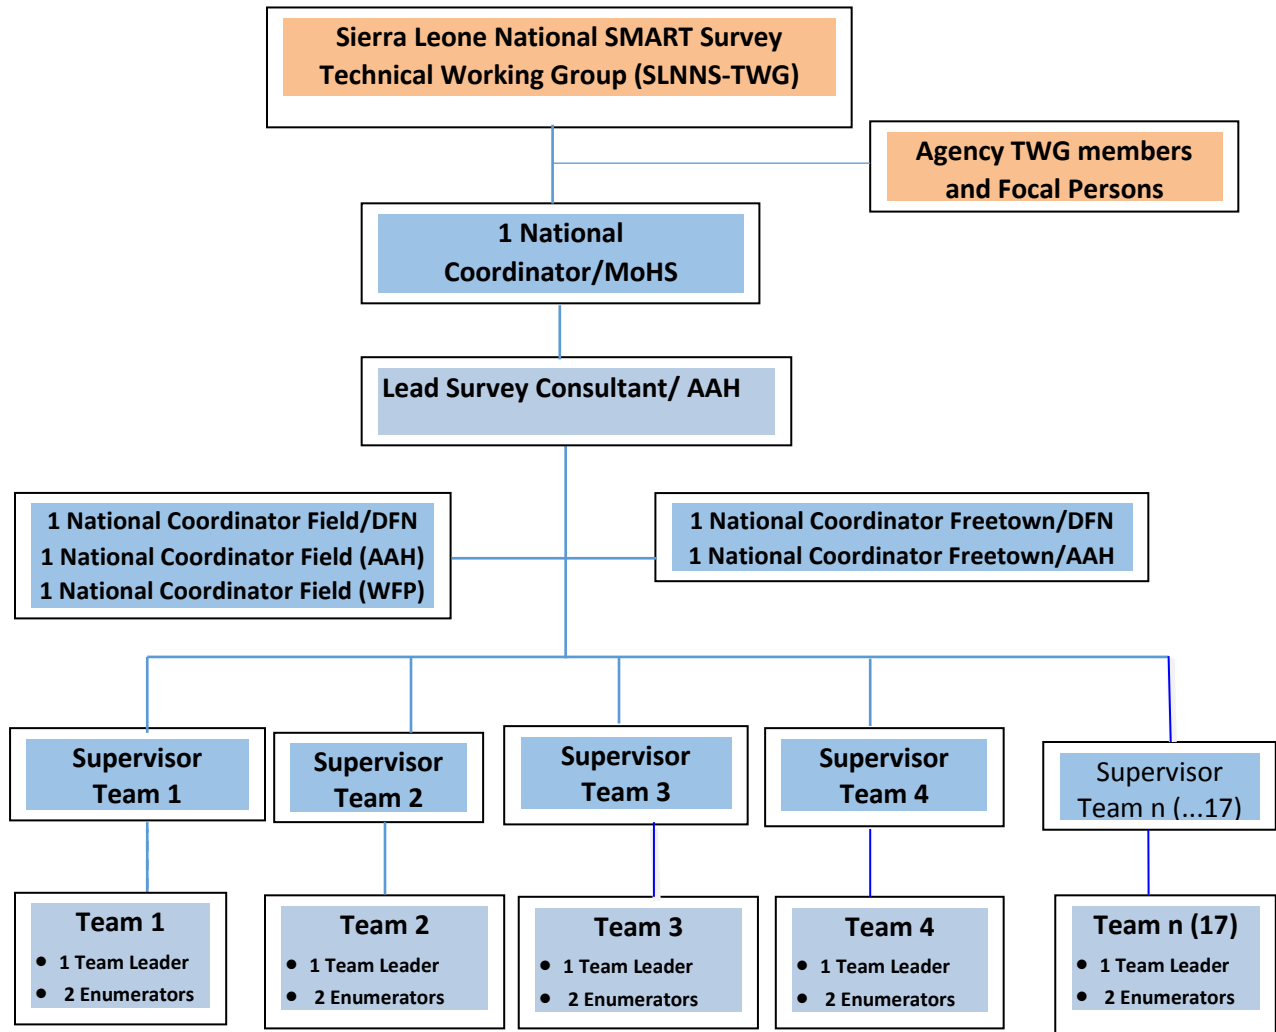 Sierra Leone National SMART Survey
Technical Working Group (SLNNS-TWG)
Agency TWG members
and Focal Persons
1 National
Coordinator/MoHS
Lead Survey Consultant/ AAH
1 National Coordinator Field/DFN
1 National Coordinator Field (AAH)
1 National Coordinator Field (WFP)
1 National Coordinator Freetown/DFN
1 National Coordinator Freetown/AAH
Supervisor
Team 1
Supervisor
Team 2
Supervisor
Team 3
Supervisor
Team 4
Supervisor
Team n (...17)
Team 1
• 1 Team Leader
• 2 Enumerators
Team 2
• 1 Team Leader
• 2 Enumerators
Team 3
• 1 Team Leader
• 2 Enumerators
Team 4
• 1 Team Leader
• 2 Enumerators
Team n (17)
• 1 Team Leader
• 2 Enumerators